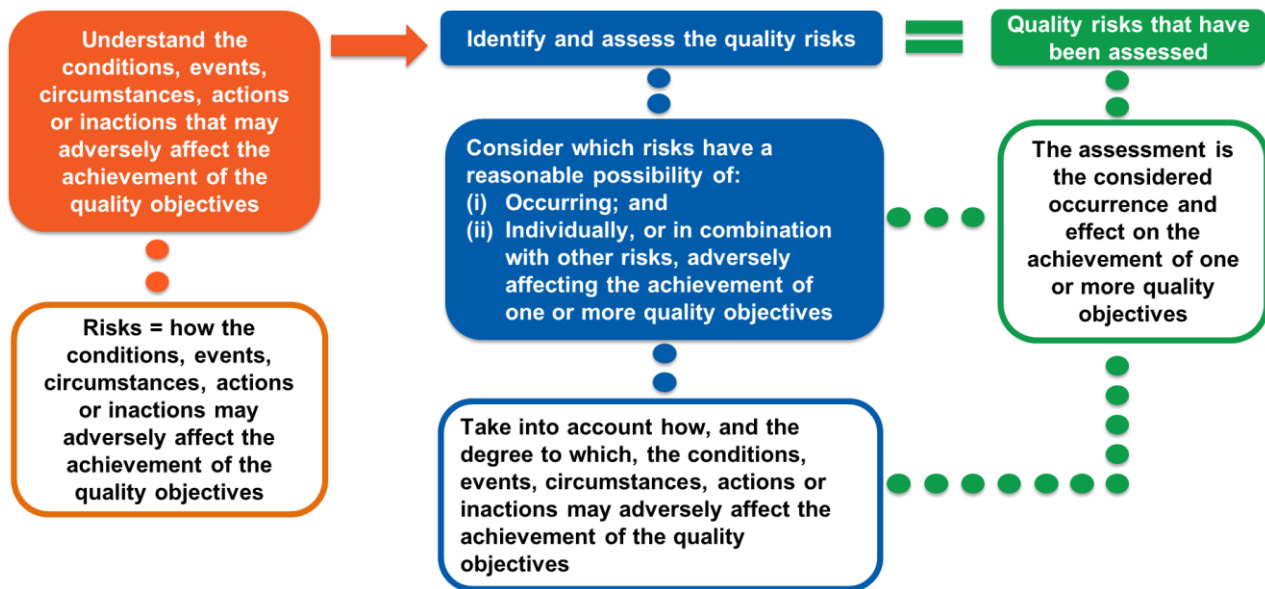 Understand the
conditions, events,
circumstances, actions
or inactions that may
adversely affect the
achievement of the
quality objectives
Risks = how the
conditions, events,
circumstances, actions
or inactions may
adversely affect the
achievement of the
quality objectives
Identify and assess the quality risks
Consider which risks have a
reasonable possibility of:
(i) Occurring; and
(ii) Individually, or in combination
with other risks, adversely
affecting the achievement of
one or more quality objectives
Take into account how, and the
degree to which, the conditions,
events, circumstances, actions or
inactions may adversely affect the
achievement of the quality
objectives
Quality risks that have
been assessed
The assessment is
the considered
occurrence and
effect on the
achievement of one
or more quality
objectives